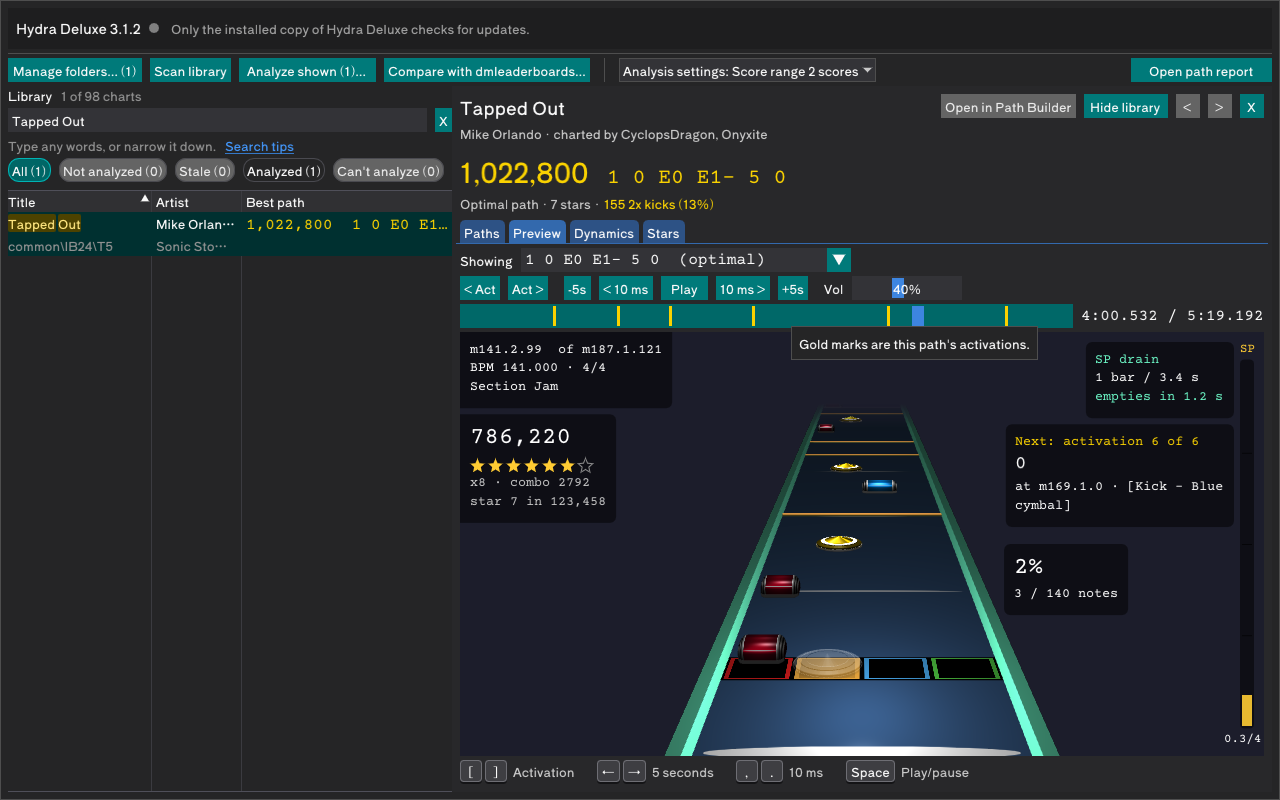 Hydra Deluxe 3.1.2 Only the installed copy of Hydra Deluxe checks for updates.
Manage folders... (1) Scan library Analyze shown (1)... Compare with dmleaderboards... Analysis settings: Score range 2 scores Open path report
Library 1 of 98 charts
Tapped Out X
Type any words, or narrow it down. Search tips
All (1) Not analyzed (0) Stale (0) Analyzed (1) Can't analyze (0)
Title Artist Best path
Tapped Out Mike Orlan··· 1,022,800 1 0 E0 E1…
common\IB24\T5 Sonic Sto···
Tapped Out Open in Path Builder Hide library < > X
Mike Orlando · charted by CyclopsDragon, Onyxite
1,022,800 1 0 E0 E1- 5 0
Optimal path · 7 stars · 155 2x kicks (13%)
Paths Preview Dynamics Stars
Showing 1 0 E0 E1- 5 0 (optimal)
< Act Act > -5s < 10 ms Play 10 ms > +5s Vol 40%
4:00.532 / 5:19.192
Gold marks are this path's activations.
m141.2.99 of m187.1.121
BPM 141.000 · 4/4
Section Jam
786,220
x8 · combo 2792
star 7 in 123,458
SP drain
1 bar / 3.4 s
empties in 1.2 s
SP
Next: activation 6 of 6
0
at m169.1.0 · [Kick - Blue
cymbal]
2%
3 / 140 notes
0.3/4
[ ] Activation ← → 5 seconds , . 10 ms Space Play/pause